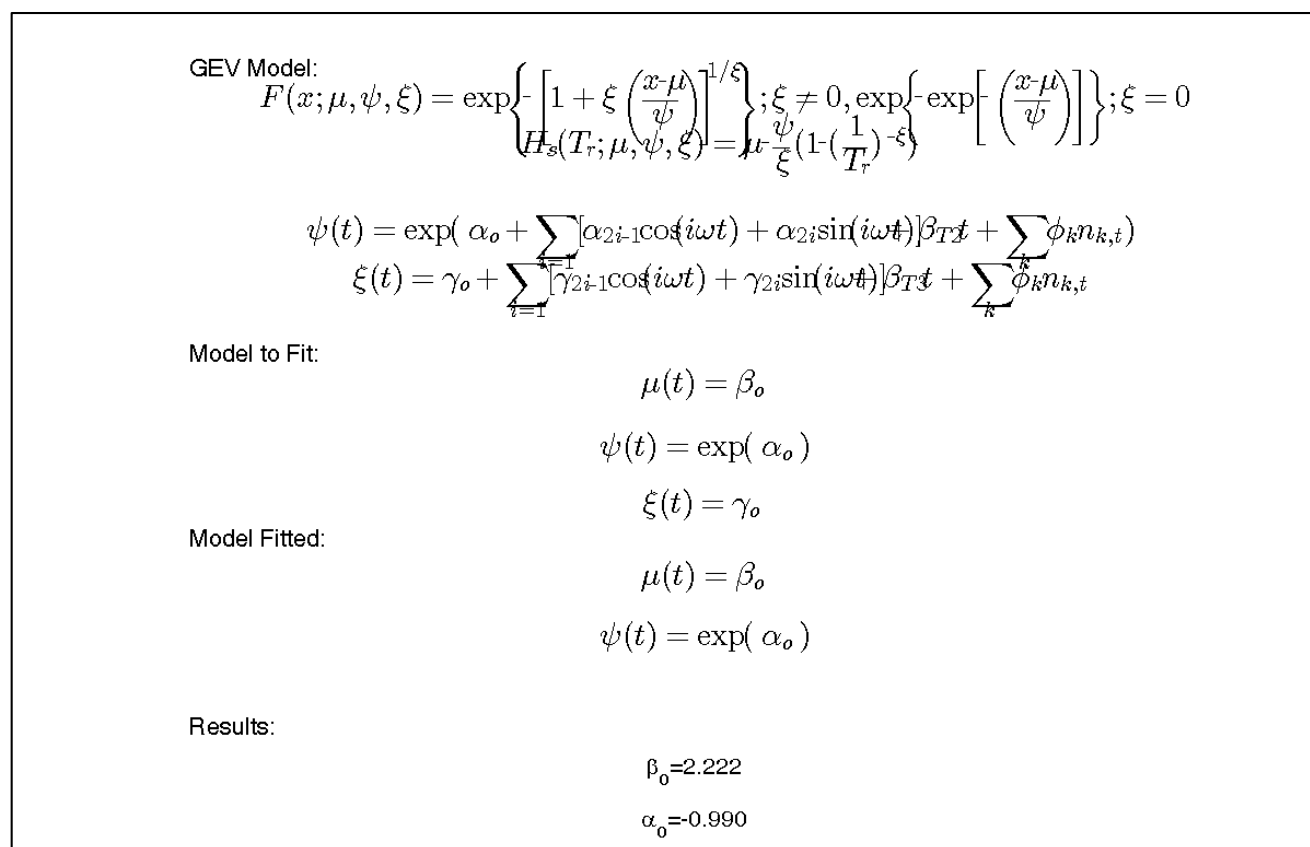 GEV Model:
F(x; μ, ψ, ξ) = exp{-[1 + ξ((x-μ)/ψ)]^{1/ξ}}; ξ ≠ 0, exp{-exp[-((x-μ)/ψ)]}; ξ = 0
H_s(T_r; μ, ψ, ξ) = μ-ψ/ξ(1-(1/T_r)^{-ξ})
ψ(t) = exp( α_o + ∑_{i=1}[α_{2i-1}cos(iωt) + α_{2i}sin(iωt)] + β_{T2}t + ∑_k φ_k n_{k,t})
ξ(t) = γ_o + ∑_{i=1}[γ_{2i-1}cos(iωt) + γ_{2i}sin(iωt)] + β_{T3}t + ∑_k φ_k n_{k,t}
Model to Fit:
μ(t) = β_o
ψ(t) = exp( α_o )
ξ(t) = γ_o
Model Fitted:
μ(t) = β_o
ψ(t) = exp( α_o )
Results:
β_0=2.222
α_0=-0.990